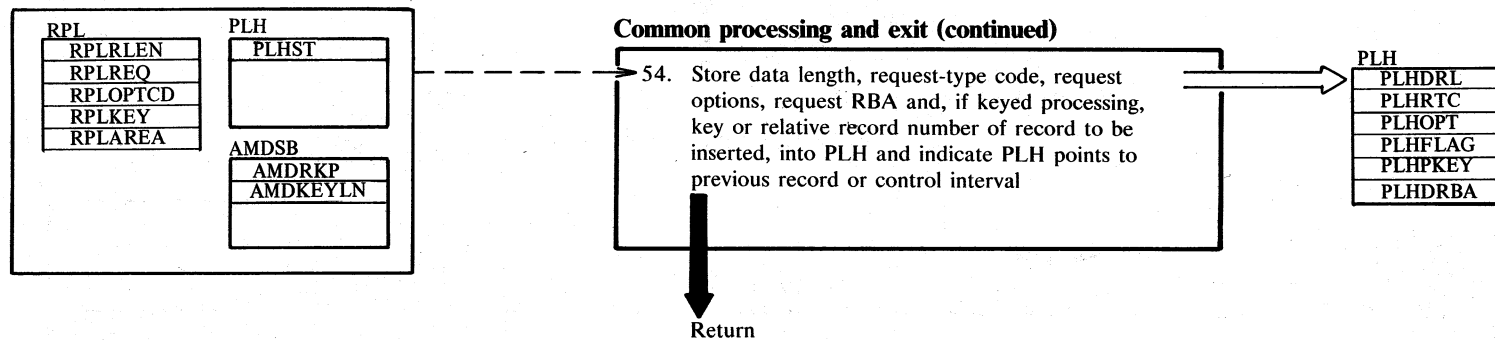 RPL
RPLRLEN
RPLREQ
RPLOPTCD
RPLKEY
RPLAREA
PLH
PLHST
AMDSB
AMDRKP
AMDKEYLN
Common processing and exit (continued)
54. Store data length, request-type code, request
options, request RBA and, if keyed processing,
key or relative record number of record to be
inserted, into PLH and indicate PLH points to
previous record or control interval
Return
PLH
PLHDRL
PLHRTC
PLHOPT
PLHFLAG
PLHPKEY
PLHDRBA